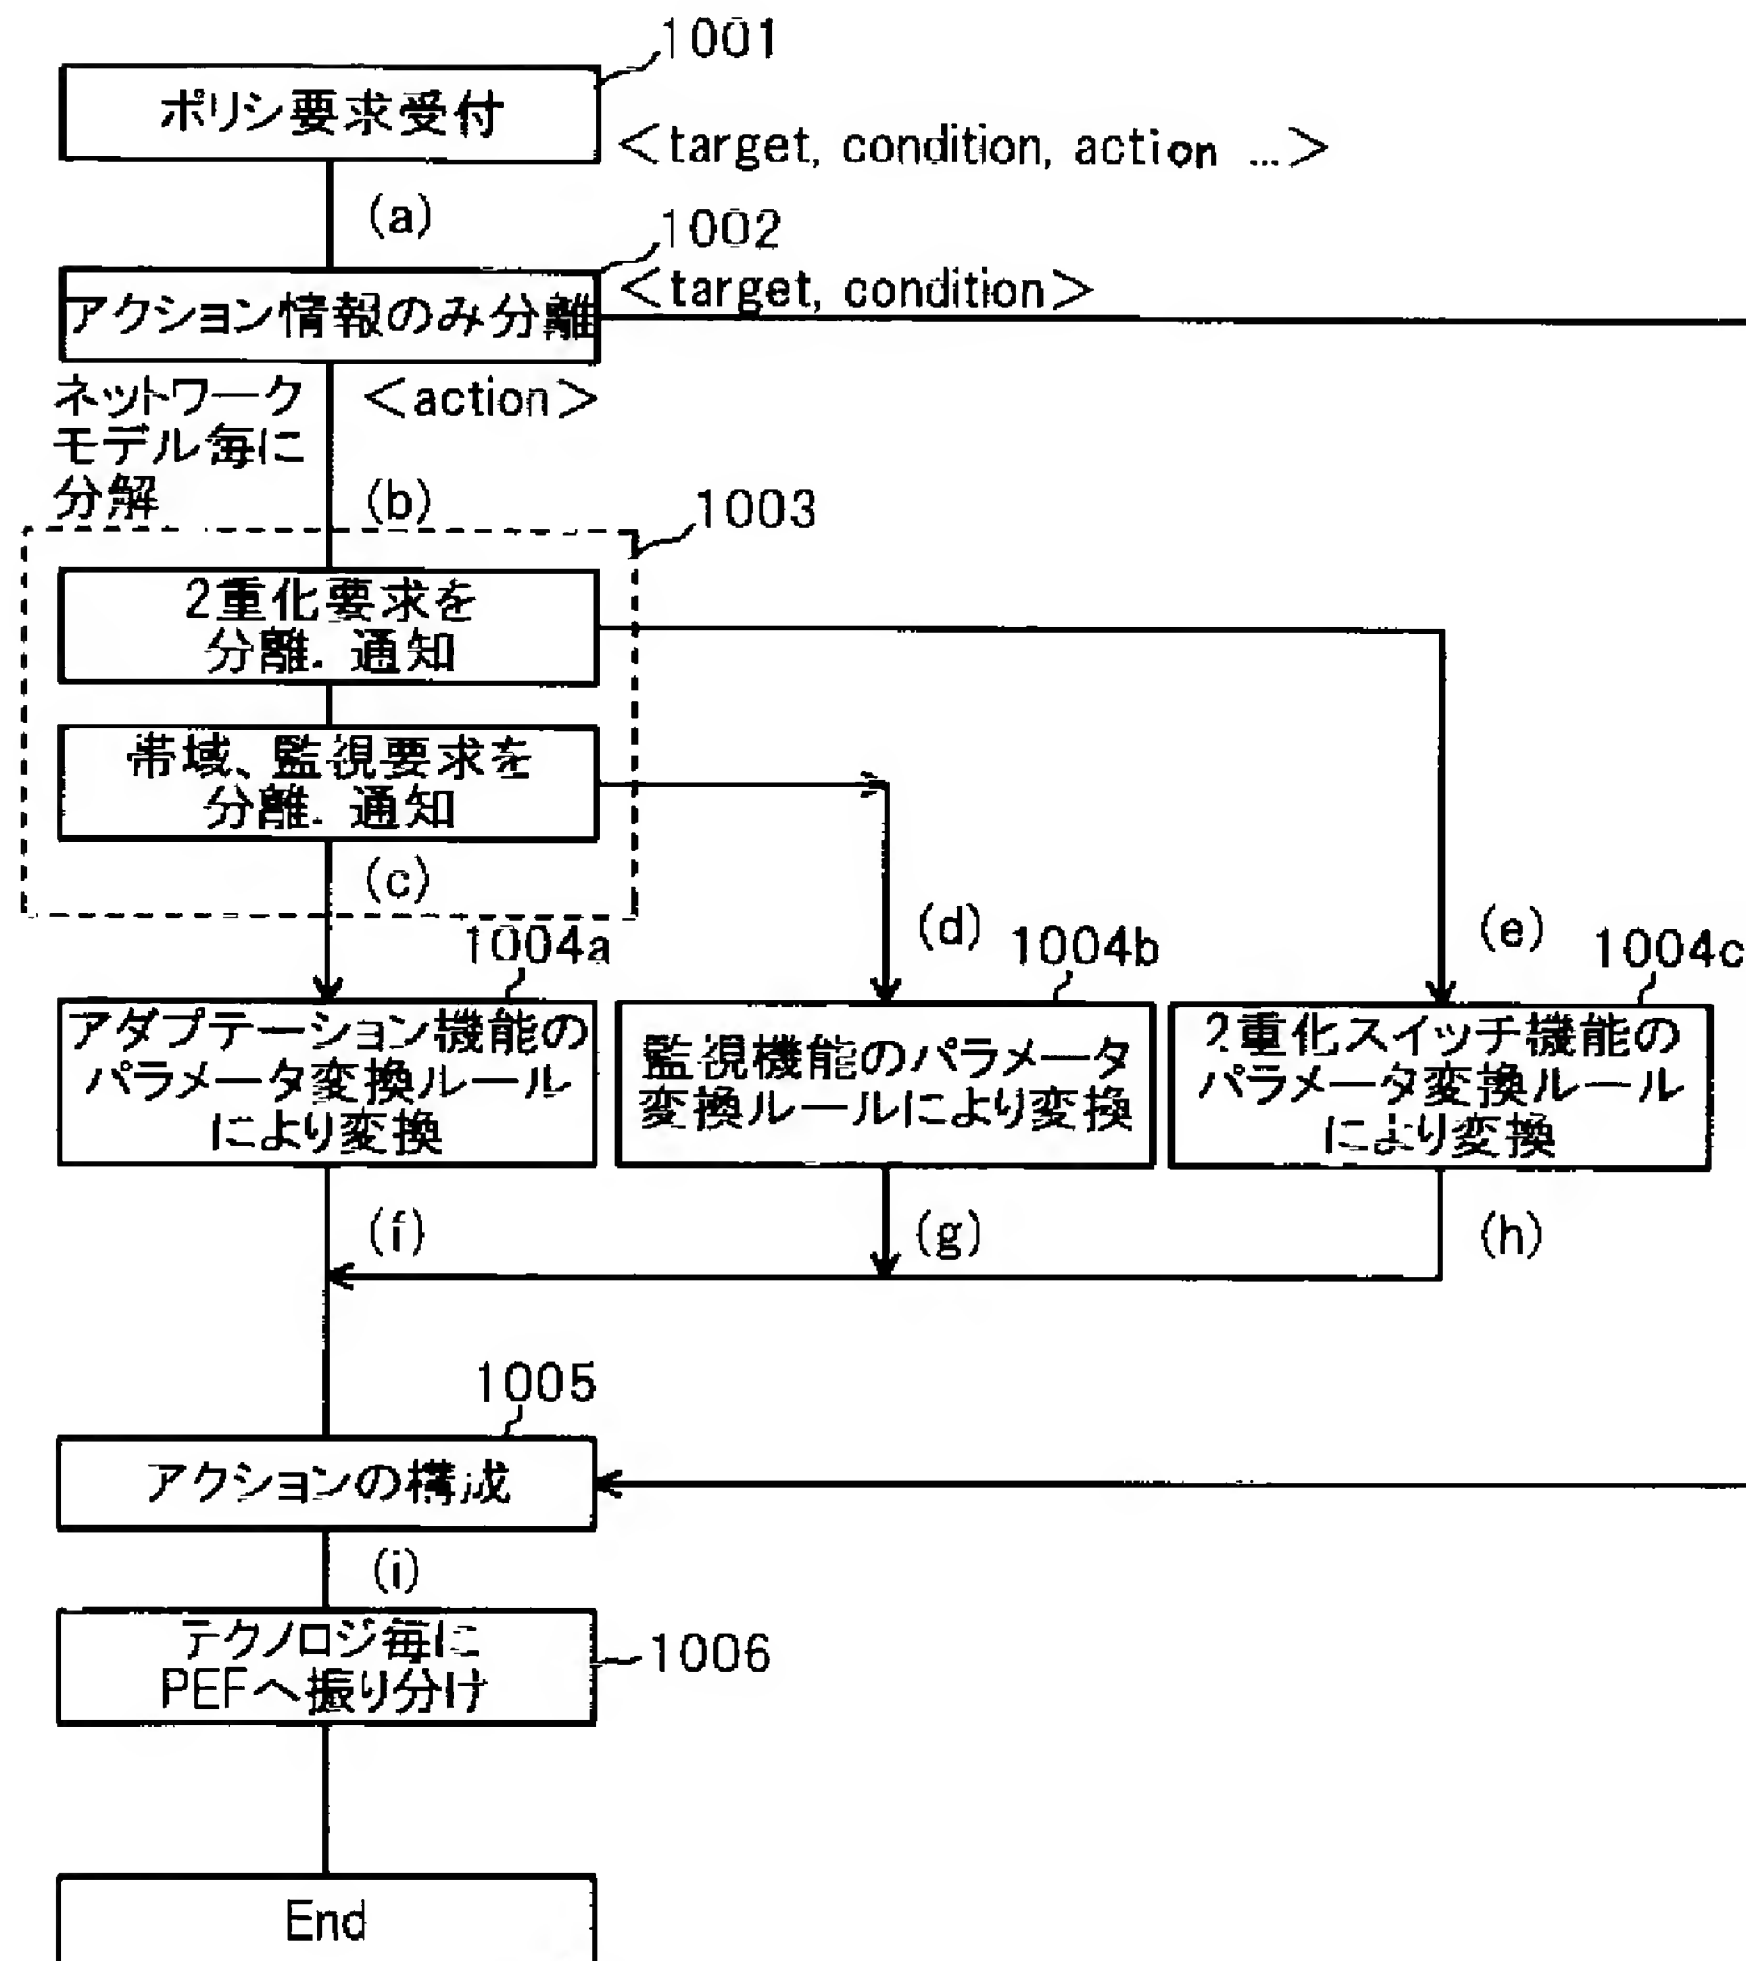 1001
ポリシ要求受付
<target, condition, action ...>
(a)
1002
アクション情報のみ分離
<target, condition>
ネットワーク
モデル毎に
分解
<action>
(b)
1003
2重化要求を
分離．通知
帯域、監視要求を
分離．通知
(c)
(d)
(e)
1004a
アダプテーション機能の
パラメータ変換ルール
により変換
1004b
監視機能のパラメータ
変換ルールにより変換
1004c
2重化スイッチ機能の
パラメータ変換ルール
により変換
(f)
(g)
(h)
1005
アクションの構成
(i)
テクノロジ毎に
PEFへ振り分け
1006
End